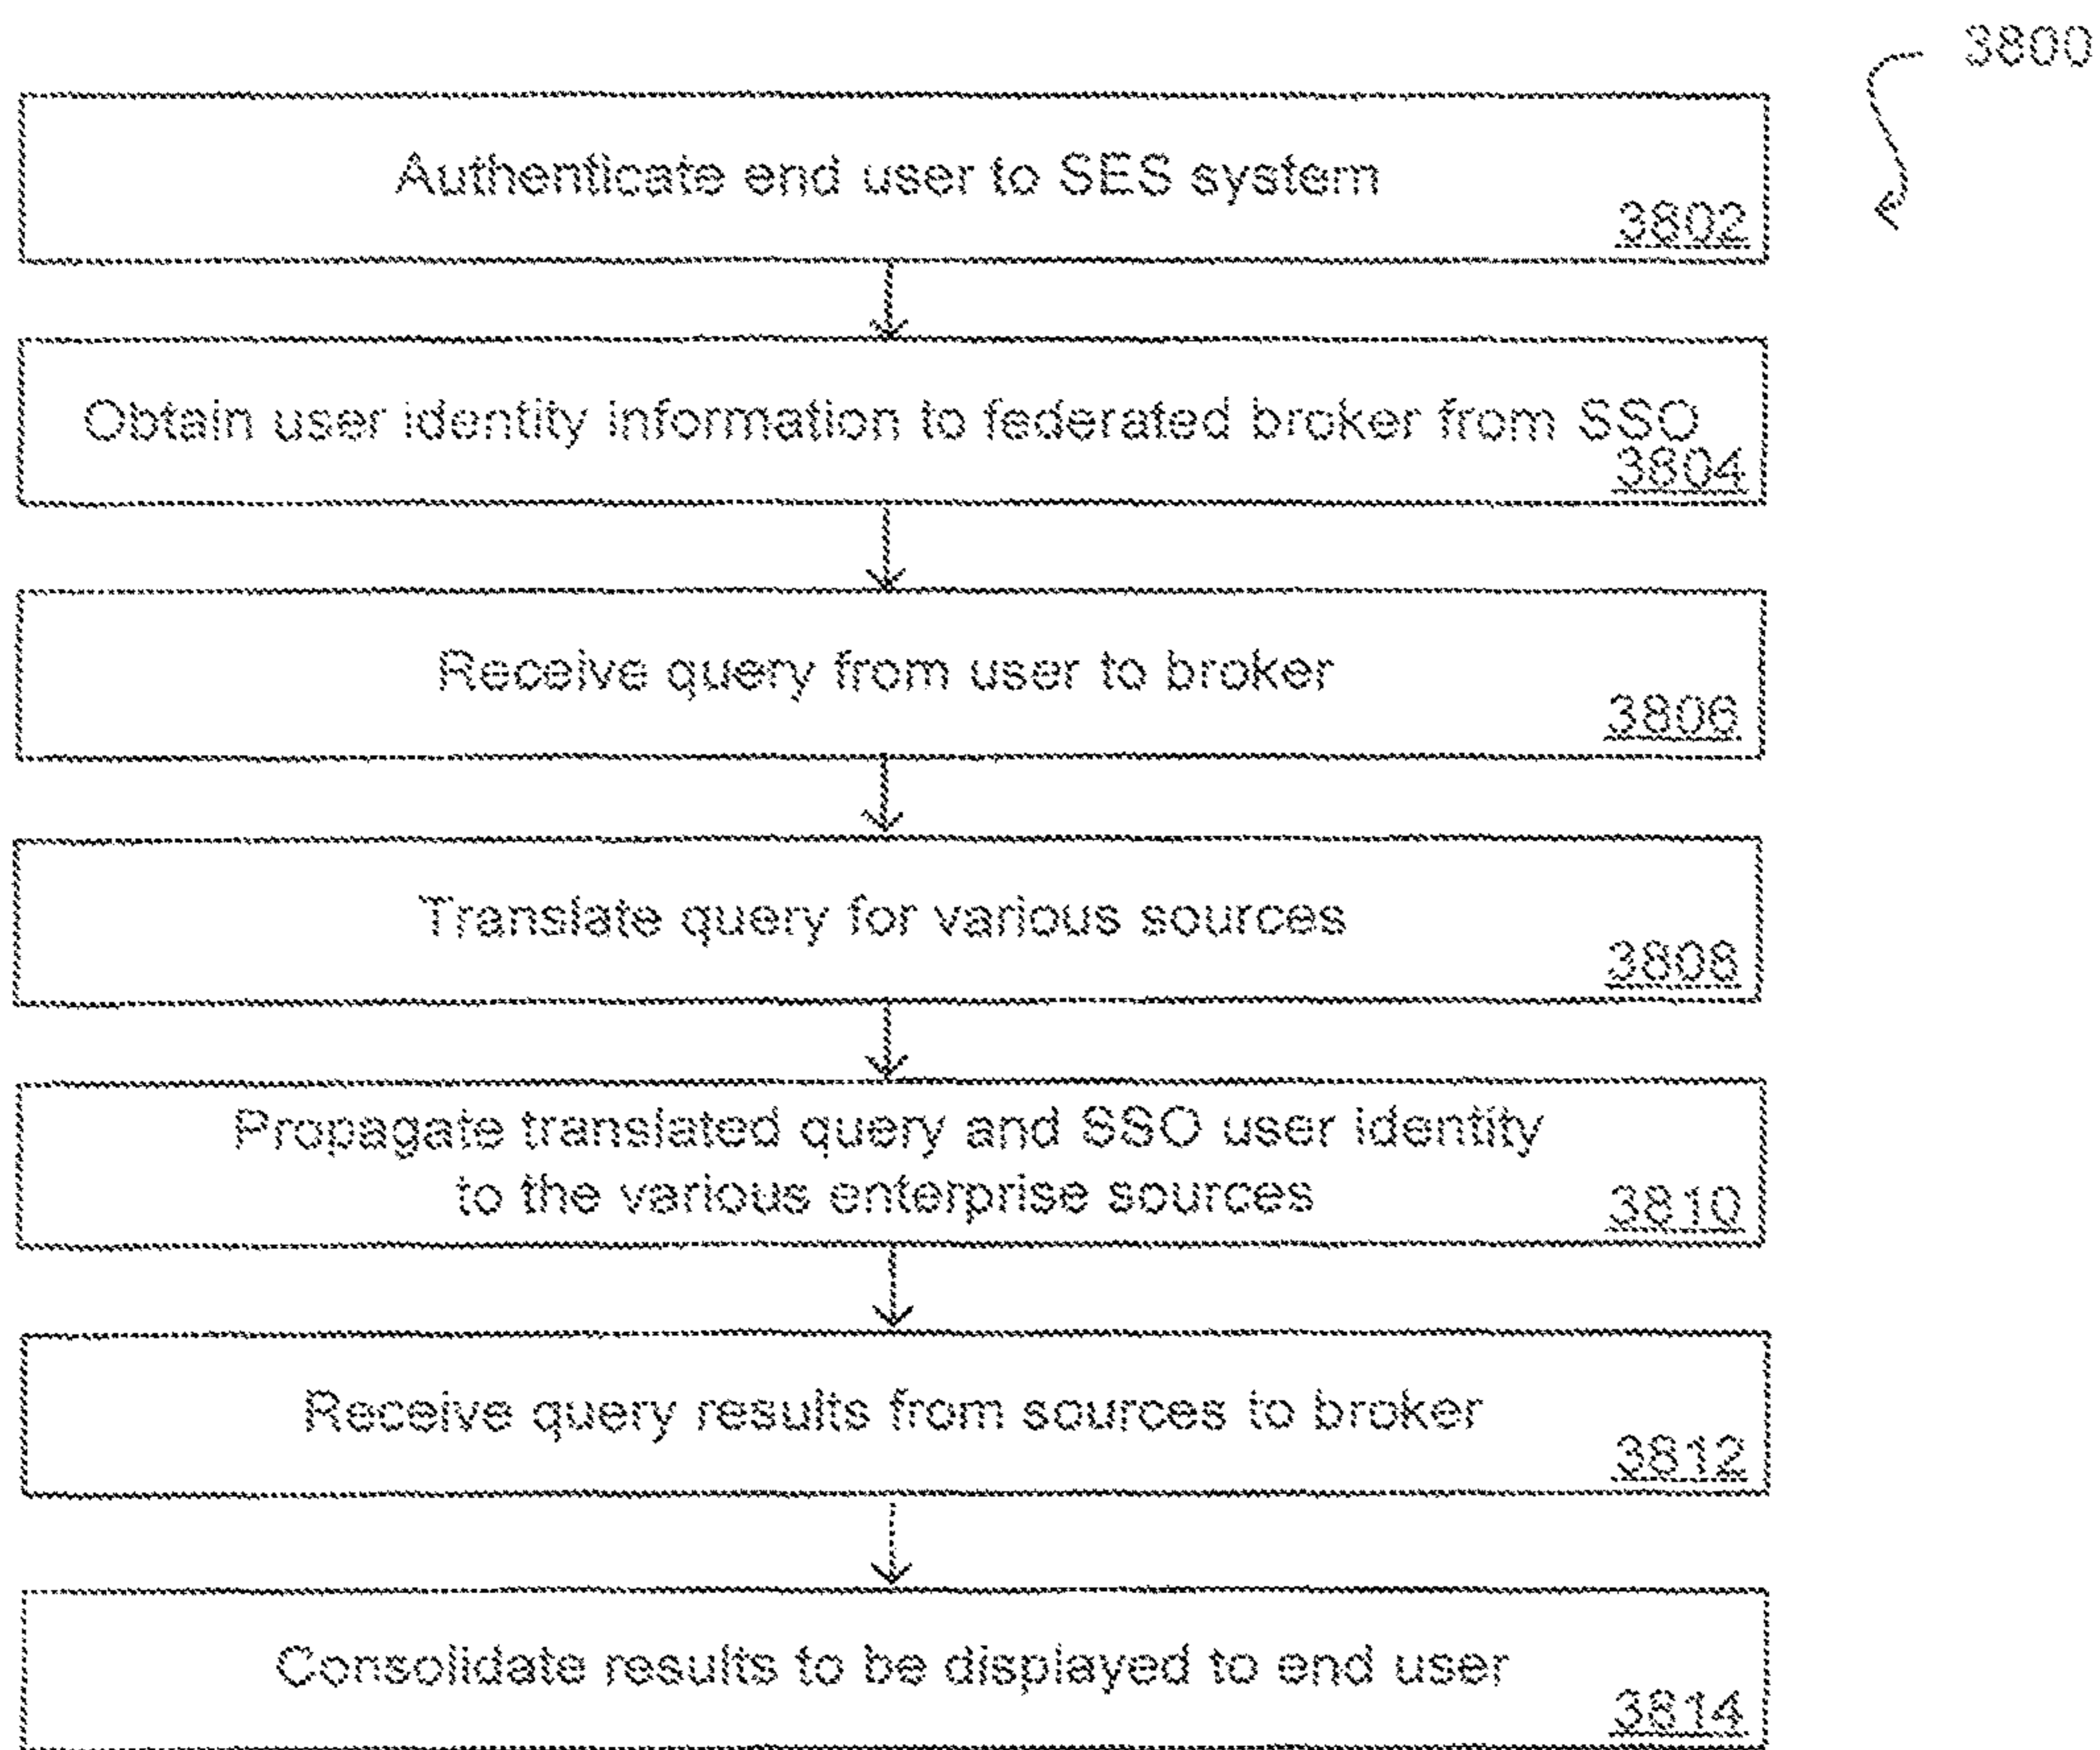 3800
Authenticate end user to SES system
3802
Obtain user identity information to federated broker from SSO
3804
Receive query from user to broker
3806
Translate query for various sources
3808
Propagate translated query and SSO user identity
to the various enterprise sources
3810
Receive query results from sources to broker
3812
Consolidate results to be displayed to end user
3814